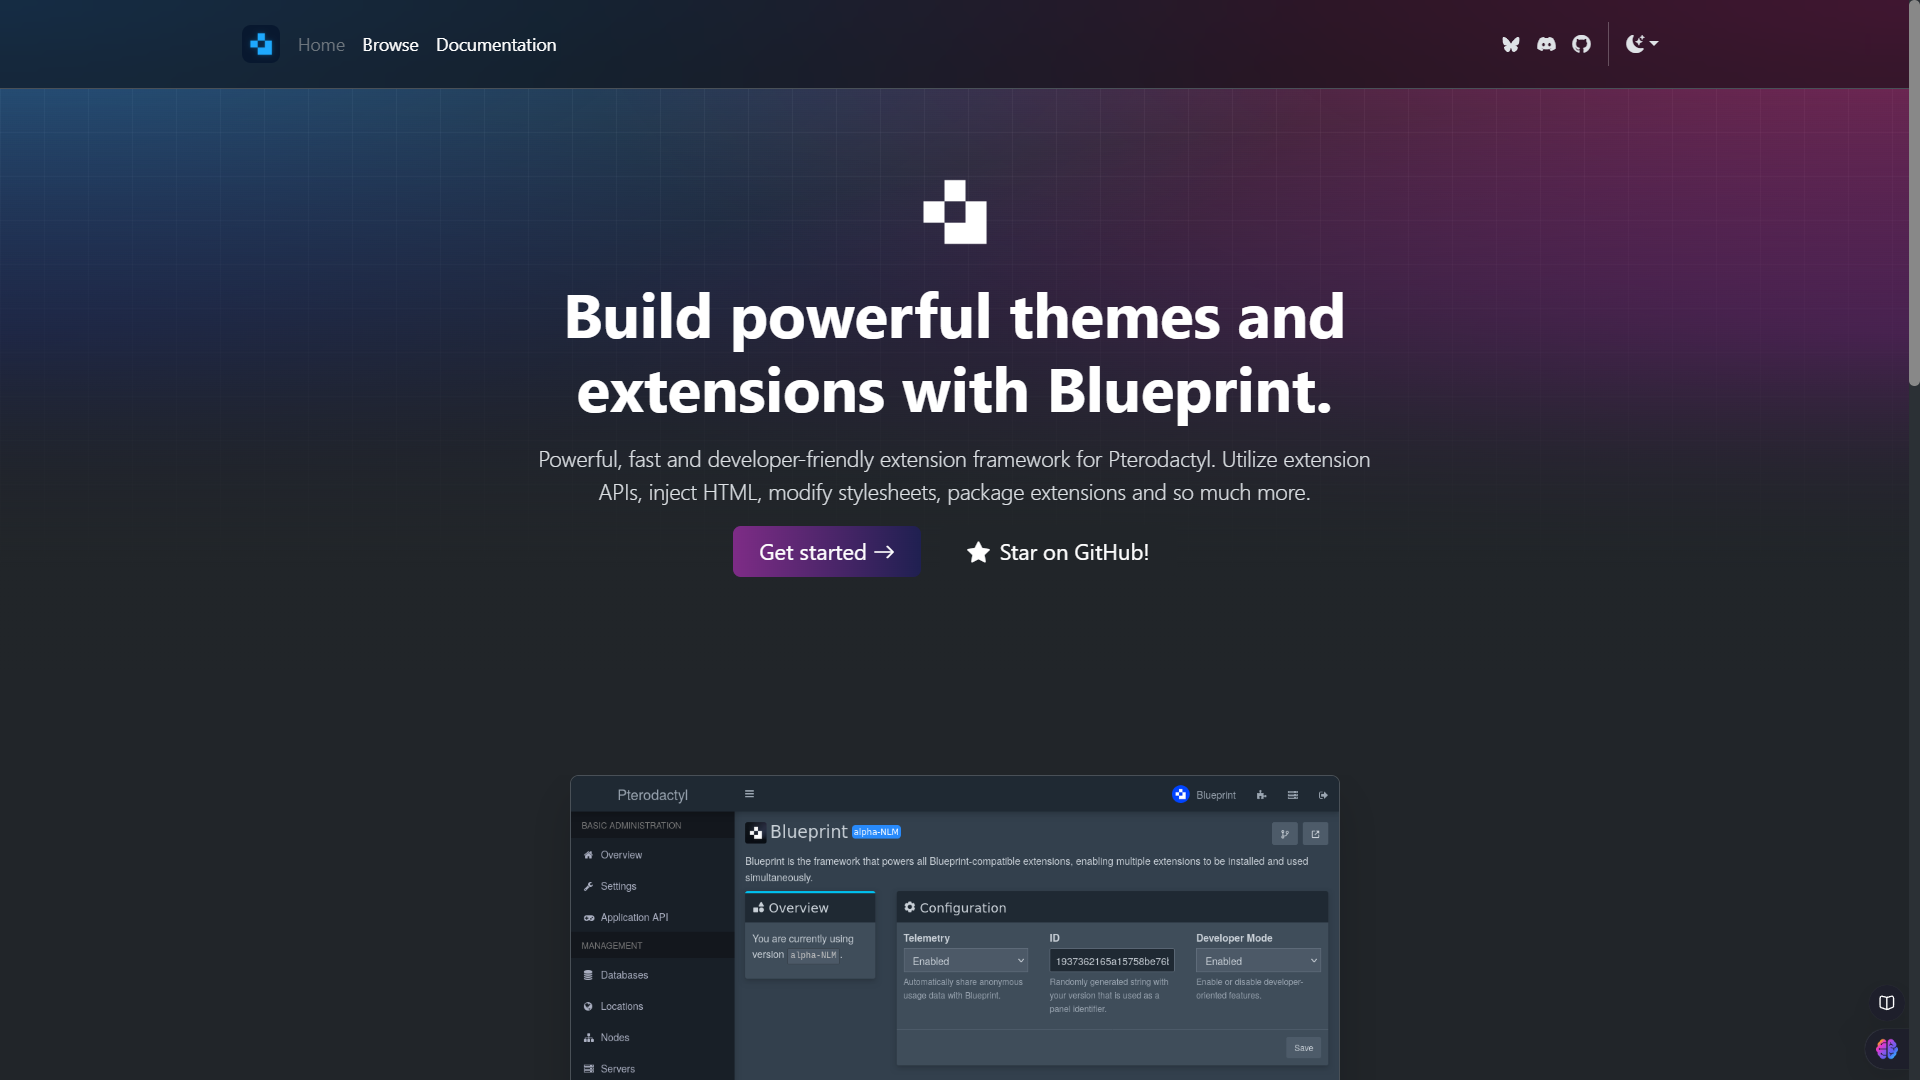 Home Browse Documentation
Build powerful themes and
extensions with Blueprint.
Powerful, fast and developer-friendly extension framework for Pterodactyl. Utilize extension
APIs, inject HTML, modify stylesheets, package extensions and so much more.
Get started →
Star on GitHub!
Pterodactyl
Blueprint
BASIC ADMINISTRATION
Overview
Settings
Application API
MANAGEMENT
Databases
Locations
Nodes
Servers
Blueprint alpha-NLM
Blueprint is the framework that powers all Blueprint-compatible extensions, enabling multiple extensions to be installed and used
simultaneously.
Overview
You are currently using
version alpha-NLM.
Configuration
Telemetry
Enabled
Automatically share anonymous
usage data with Blueprint.
ID
1937362165a15758be76b
Randomly generated string with
your version that is used as a
panel identifier.
Developer Mode
Enabled
Enable or disable developer-
oriented features.
Save